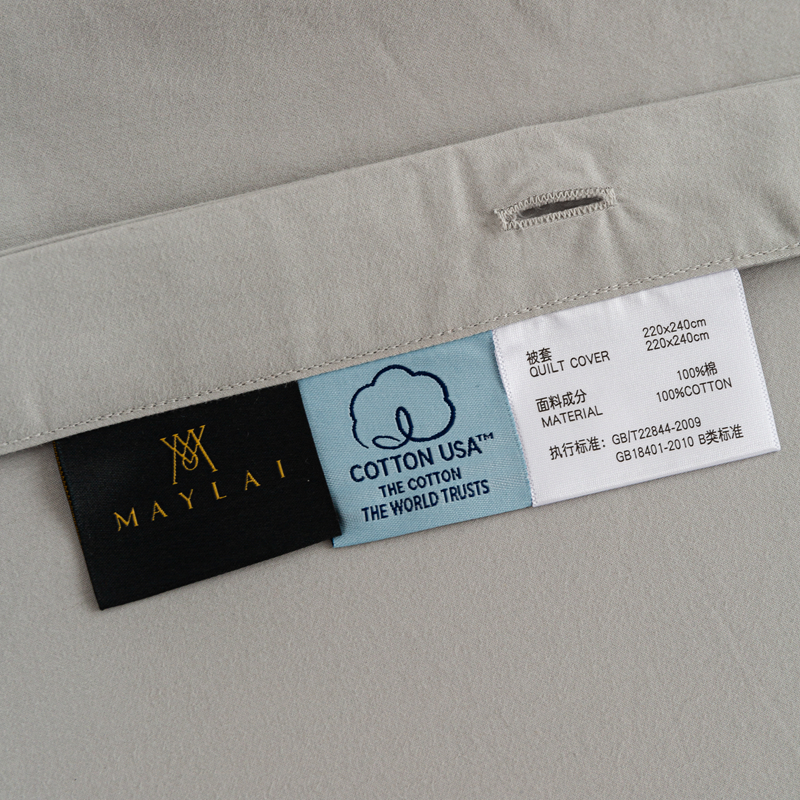 MAYLAI
COTTON USA™
THE COTTON
THE WORLD TRUSTS
被套 220x240cm
QUILT COVER 220x240cm
面料成分 100%棉
MATERIAL 100%COTTON
执行标准：GB/T22844-2009
GB18401-2010 B类标准